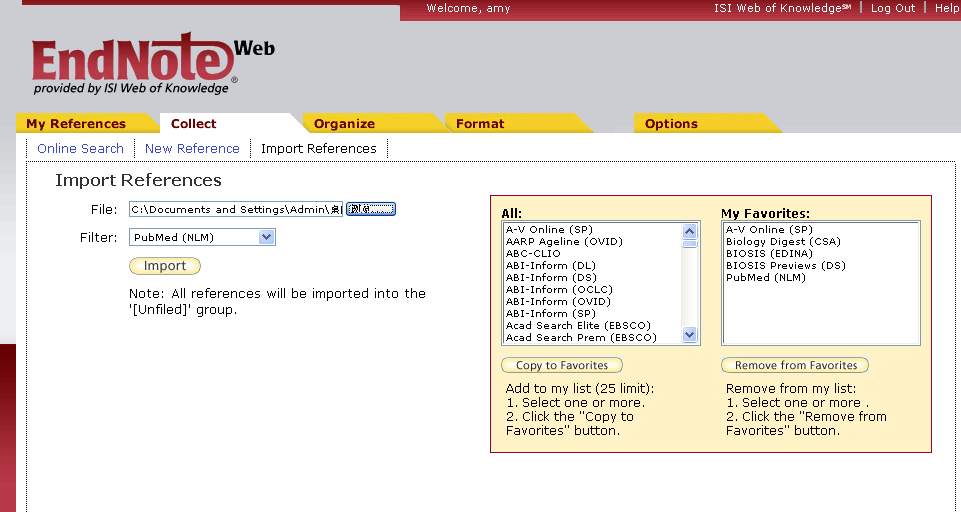 Welcome, amy
ISI Web of Knowledge℠ | Log Out | Help
EndNote Web
provided by ISI Web of Knowledge®
My References
Collect
Organize
Format
Options
Online Search
New Reference
Import References
Import References
File: C:\Documents and Settings\Admin\桌
Filter: PubMed (NLM)
Import
Note: All references will be imported into the
'[Unfiled]' group.
All:
A-V Online (SP)
AARP Ageline (OVID)
ABC-CLIO
ABI-Inform (DL)
ABI-Inform (DS)
ABI-Inform (OCLC)
ABI-Inform (OVID)
ABI-Inform (SP)
Acad Search Elite (EBSCO)
Acad Search Prem (EBSCO)
Copy to Favorites
Add to my list (25 limit):
1. Select one or more.
2. Click the "Copy to
Favorites" button.
My Favorites:
A-V Online (SP)
Biology Digest (CSA)
BIOSIS (EDINA)
BIOSIS Previews (DS)
PubMed (NLM)
Remove from Favorites
Remove from my list:
1. Select one or more .
2. Click the "Remove from
Favorites" button.